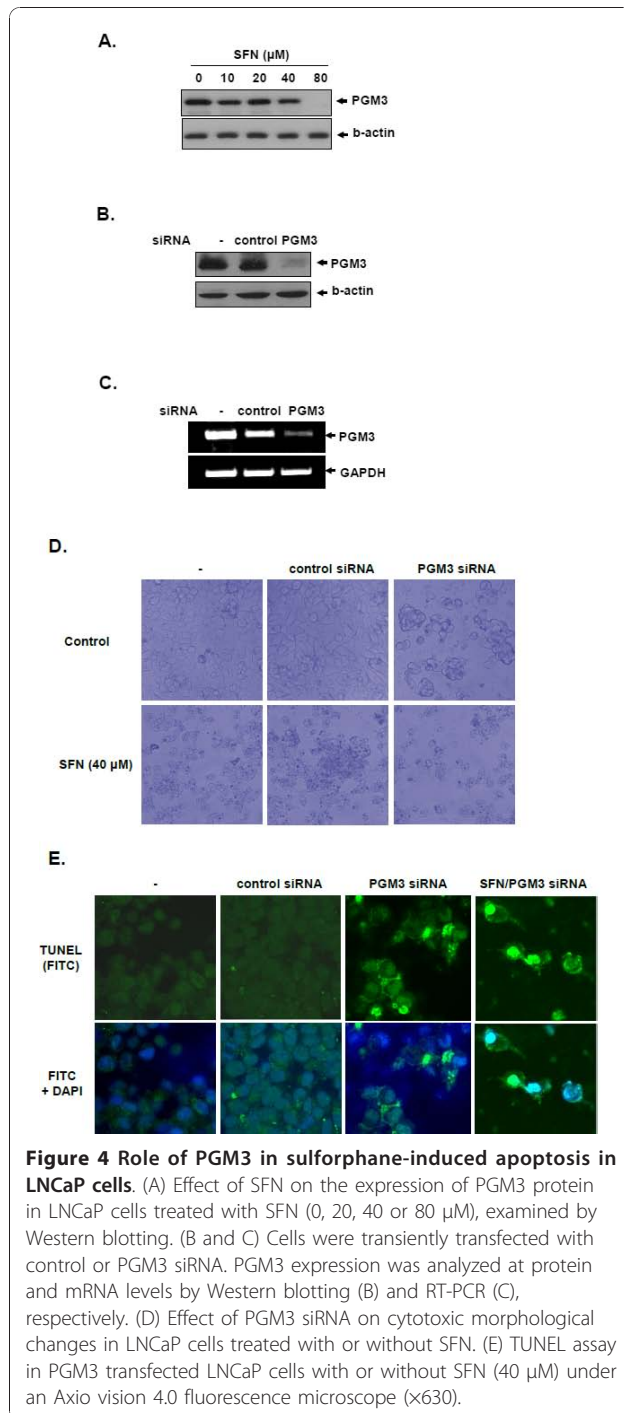 A.
SFN (µM)
0 10 20 40 80
PGM3
b-actin
B.
siRNA - control PGM3
PGM3
b-actin
C.
siRNA - control PGM3
PGM3
GAPDH
D.
- control siRNA PGM3 siRNA
Control
SFN (40 µM)
E.
- control siRNA PGM3 siRNA SFN/PGM3 siRNA
TUNEL
(FITC)
FITC
+ DAPI
Figure 4 Role of PGM3 in sulforphane-induced apoptosis in
LNCaP cells. (A) Effect of SFN on the expression of PGM3 protein
in LNCaP cells treated with SFN (0, 20, 40 or 80 µM), examined by
Western blotting. (B and C) Cells were transiently transfected with
control or PGM3 siRNA. PGM3 expression was analyzed at protein
and mRNA levels by Western blotting (B) and RT-PCR (C),
respectively. (D) Effect of PGM3 siRNA on cytotoxic morphological
changes in LNCaP cells treated with or without SFN. (E) TUNEL assay
in PGM3 transfected LNCaP cells with or without SFN (40 µM) under
an Axio vision 4.0 fluorescence microscope (×630).